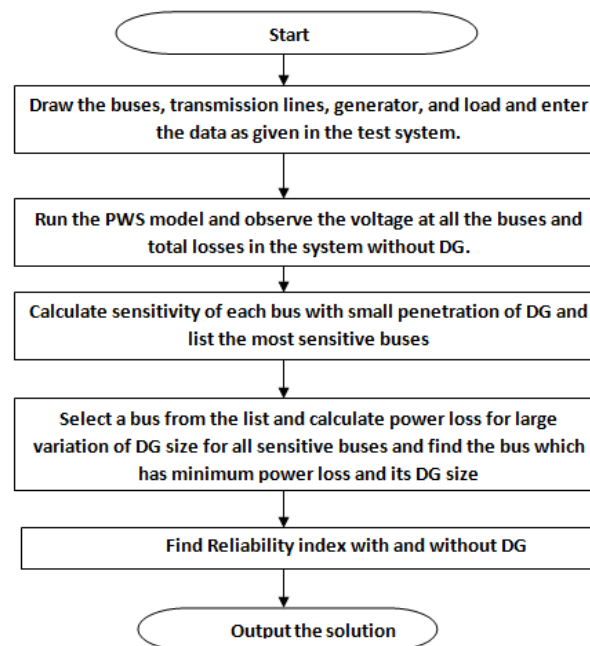 Start
Draw the buses, transmission lines, generator, and load and enter
the data as given in the test system.
Run the PWS model and observe the voltage at all the buses and
total losses in the system without DG.
Calculate sensitivity of each bus with small penetration of DG and
list the most sensitive buses
Select a bus from the list and calculate power loss for large
variation of DG size for all sensitive buses and find the bus which
has minimum power loss and its DG size
Find Reliability index with and without DG
Output the solution